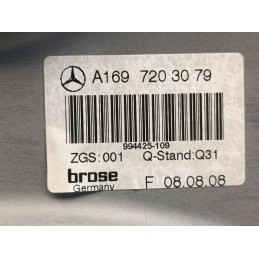 A169 720 30 79
994425-109
ZGS:001 Q-Stand:Q31
brose
Germany F 08.08.08